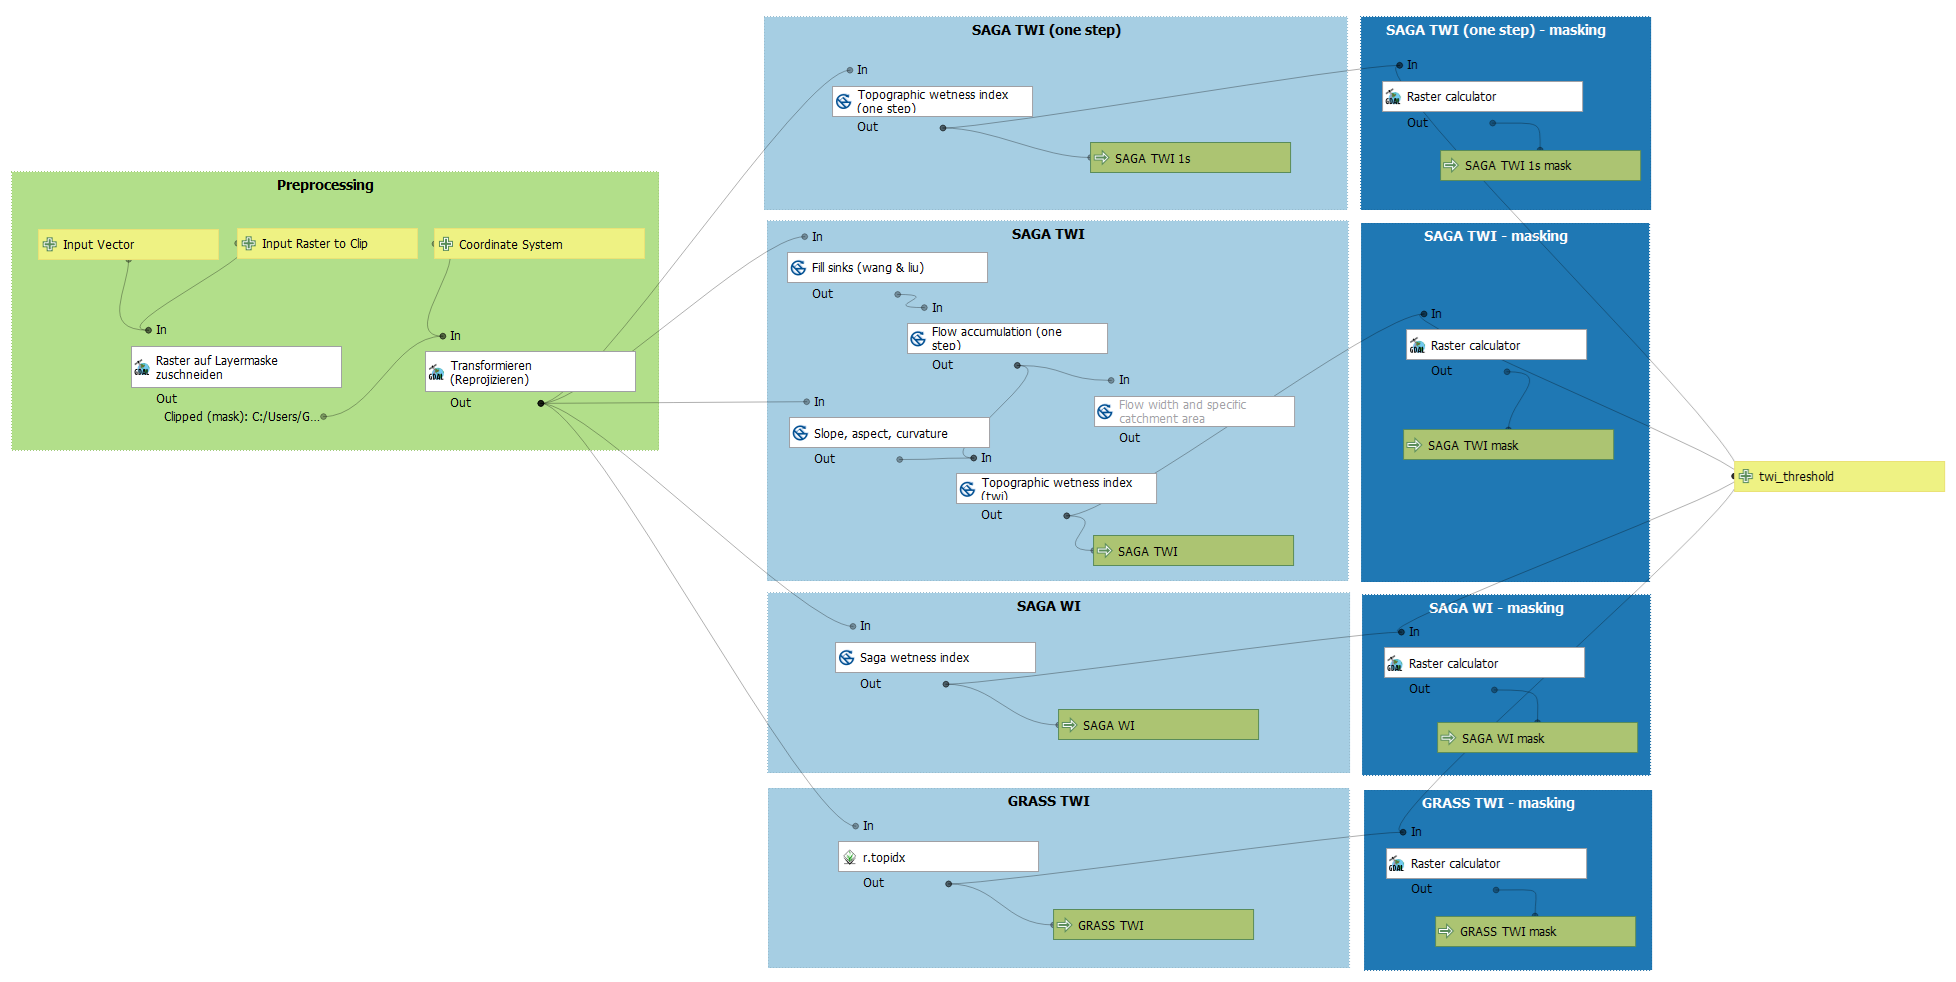 Preprocessing
Input Vector
Input Raster to Clip
Coordinate System
In
GDAL
Raster auf Layermaske
zuschneiden
Out
Clipped (mask): C:/Users/G...
In
GDAL
Transformieren
(Reprojizieren)
Out
SAGA TWI (one step)
In
Topographic wetness index
(one step)
Out
SAGA TWI 1s
SAGA TWI (one step) - masking
In
GDAL
Raster calculator
Out
SAGA TWI 1s mask
SAGA TWI
In
Fill sinks (wang & liu)
Out
In
Flow accumulation (one
step)
Out
In
Flow width and specific
catchment area
Out
In
Slope, aspect, curvature
Out
In
Topographic wetness index
(twi)
Out
SAGA TWI
SAGA TWI - masking
In
GDAL
Raster calculator
Out
SAGA TWI mask
twi_threshold
SAGA WI
In
Saga wetness index
Out
SAGA WI
SAGA WI - masking
In
GDAL
Raster calculator
Out
SAGA WI mask
GRASS TWI
In
r.topidx
Out
GRASS TWI
GRASS TWI - masking
In
GDAL
Raster calculator
Out
GRASS TWI mask